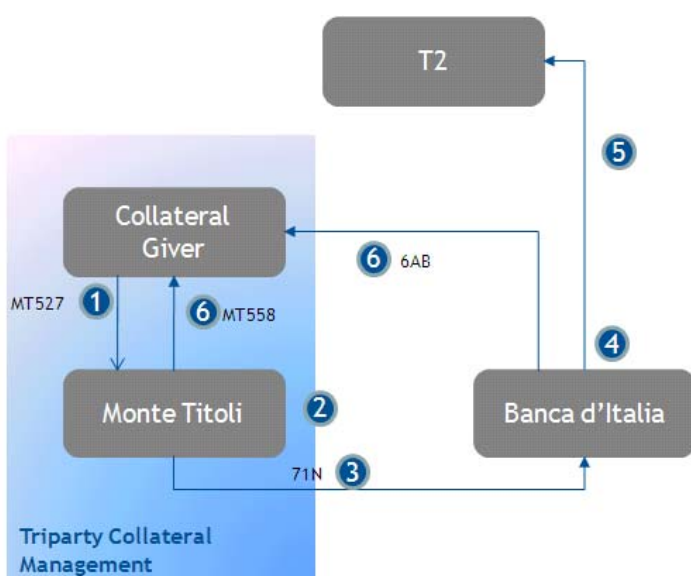 T2
5
Collateral
Giver
6
6AB
MT527
1
6
MT558
4
Monte Titoli
2
Banca d’Italia
71N
3
Triparty Collateral
Management